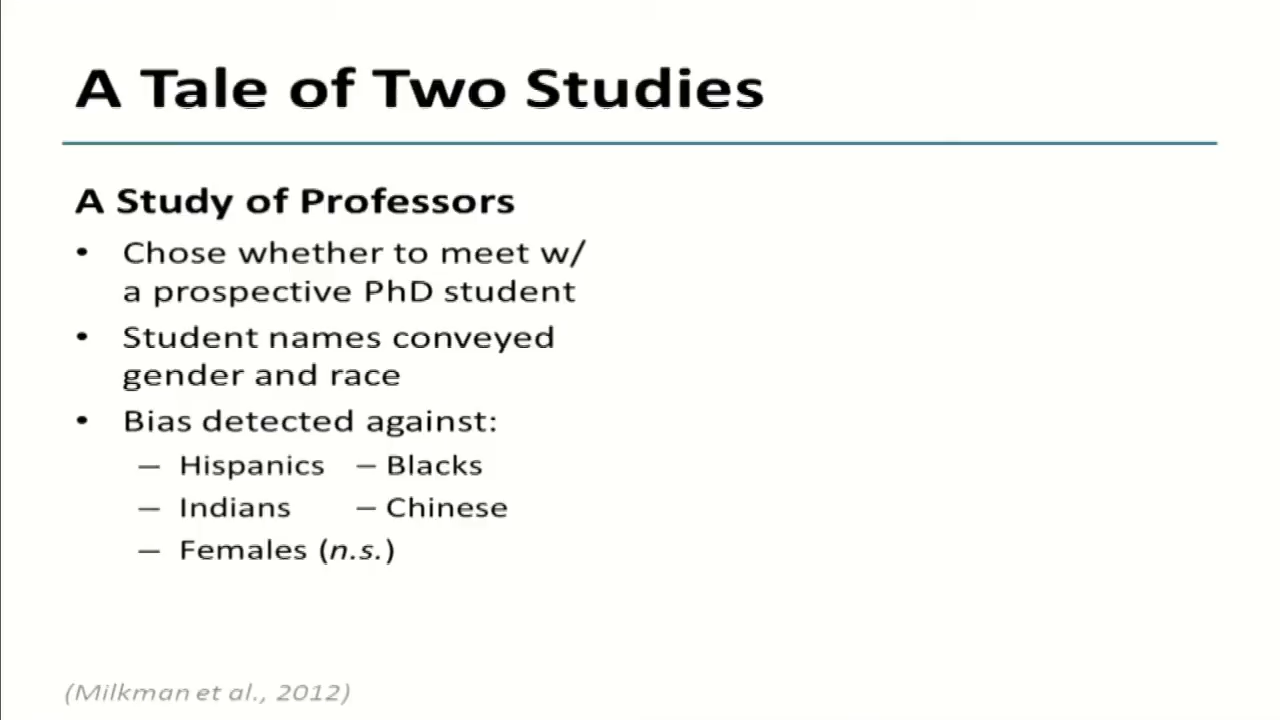 A Tale of Two Studies
A Study of Professors
• Chose whether to meet w/
a prospective PhD student
• Student names conveyed
gender and race
• Bias detected against:
– Hispanics – Blacks
– Indians – Chinese
– Females (n.s.)
(Milkman et al., 2012)